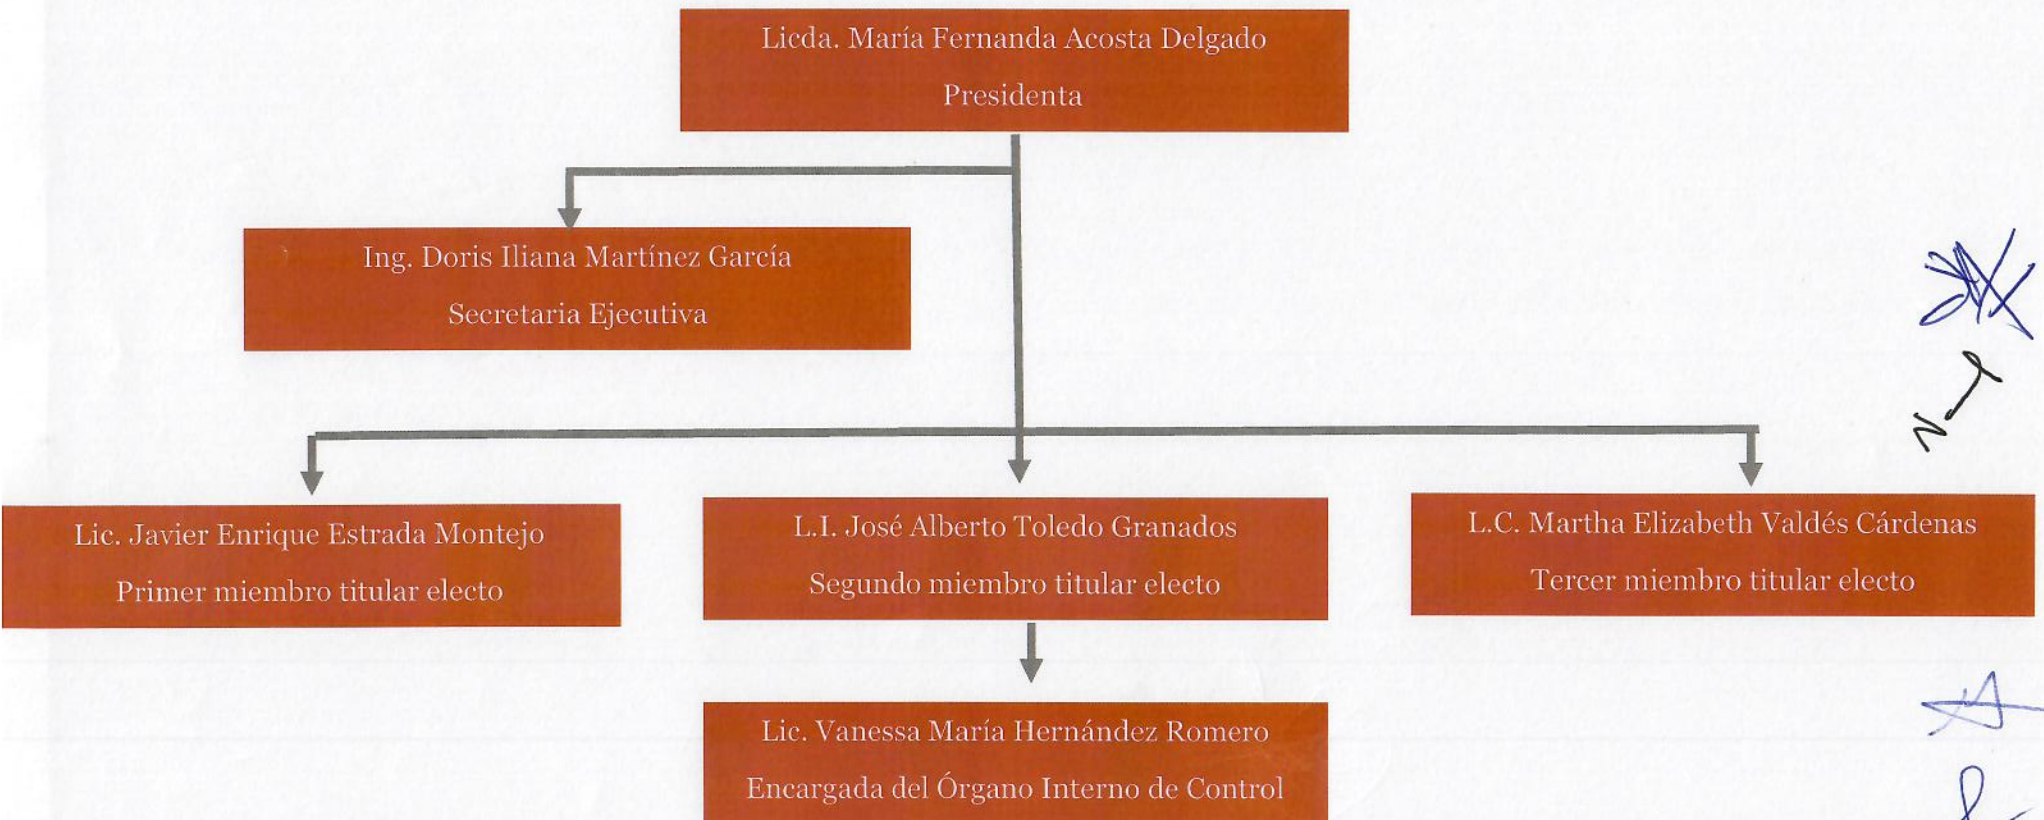 Licda. María Fernanda Acosta Delgado
Presidenta
Ing. Doris Iliana Martínez García
Secretaria Ejecutiva
Lic. Javier Enrique Estrada Montejo
Primer miembro titular electo
L.I. José Alberto Toledo Granados
Segundo miembro titular electo
L.C. Martha Elizabeth Valdés Cárdenas
Tercer miembro titular electo
Lic. Vanessa María Hernández Romero
Encargada del Órgano Interno de Control